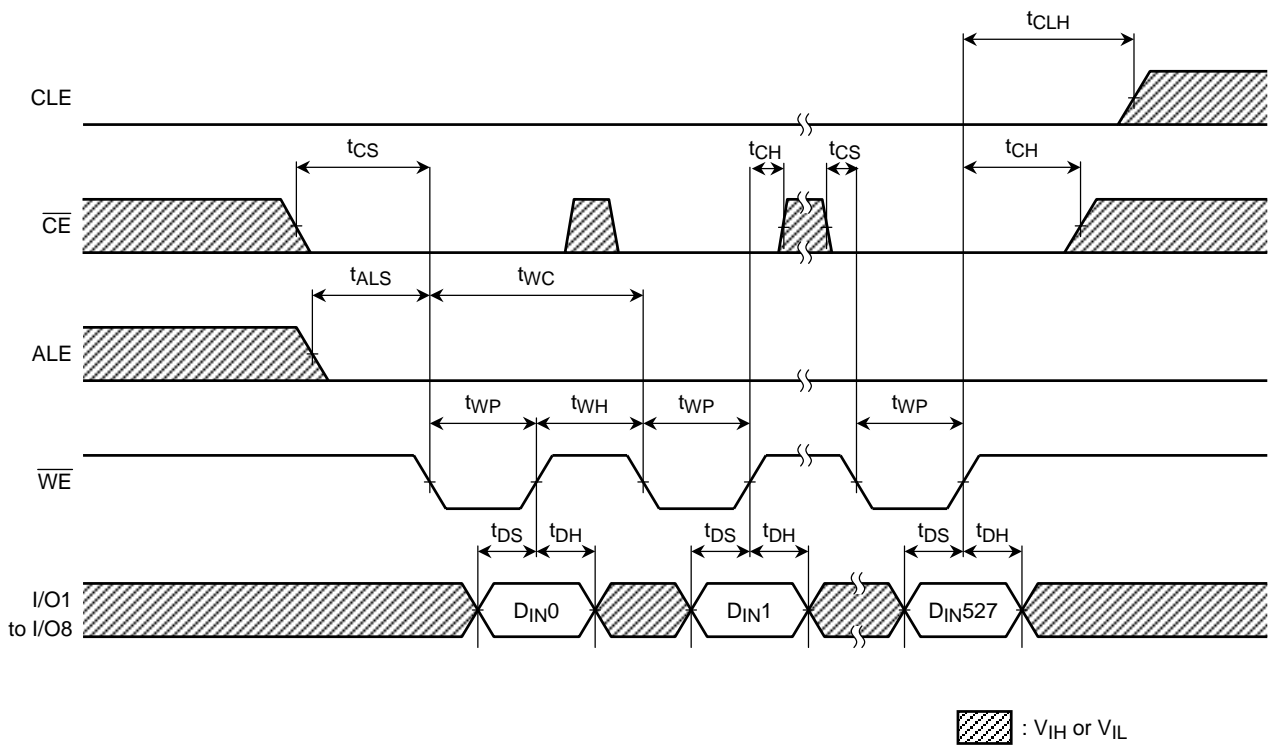 tCLH
CLE
tCS
tCH
tCS
tCH
CE
tALS
tWC
ALE
tWP
tWH
tWP
tWP
WE
tDS
tDH
tDS
tDH
tDS
tDH
I/O1
to I/O8
DIN0
DIN1
DIN527
: VIH or VIL